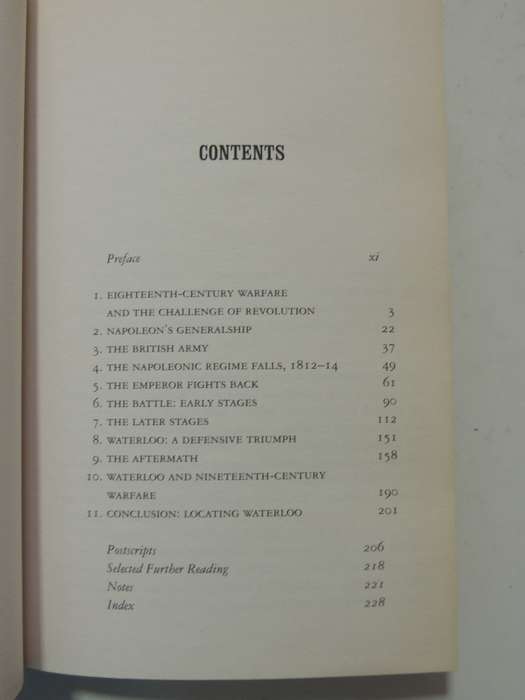 CONTENTS
Preface xi
1. EIGHTEENTH-CENTURY WARFARE
AND THE CHALLENGE OF REVOLUTION 3
2. NAPOLEON'S GENERALSHIP 22
3. THE BRITISH ARMY 37
4. THE NAPOLEONIC REGIME FALLS, 1812–14 49
5. THE EMPEROR FIGHTS BACK 61
6. THE BATTLE: EARLY STAGES 90
7. THE LATER STAGES 112
8. WATERLOO: A DEFENSIVE TRIUMPH 151
9. THE AFTERMATH 158
10. WATERLOO AND NINETEENTH-CENTURY
WARFARE 190
11. CONCLUSION: LOCATING WATERLOO 201
Postscripts 206
Selected Further Reading 218
Notes 221
Index 228